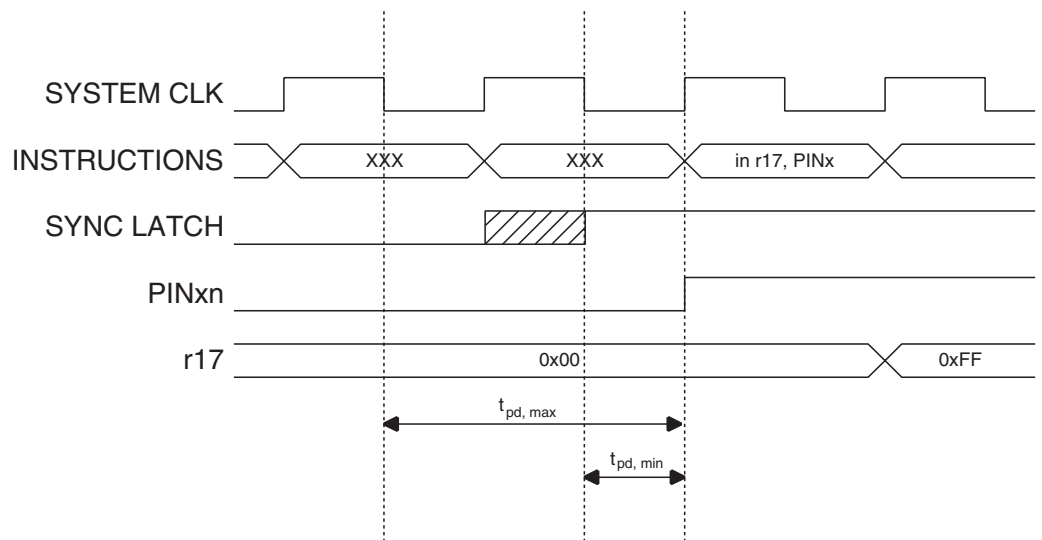 SYSTEM CLK
INSTRUCTIONS XXX XXX in r17, PINx
SYNC LATCH
PINxn
r17 0x00 0xFF
tpd, max
tpd, min